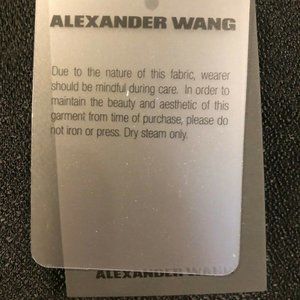 ALEXANDER WANG
Due to the nature of this fabric, wearer
should be mindful during care. In order to
maintain the beauty and aesthetic of this
garment from time of purchase, please do
not iron or press. Dry steam only.
ALEXANDER WANG